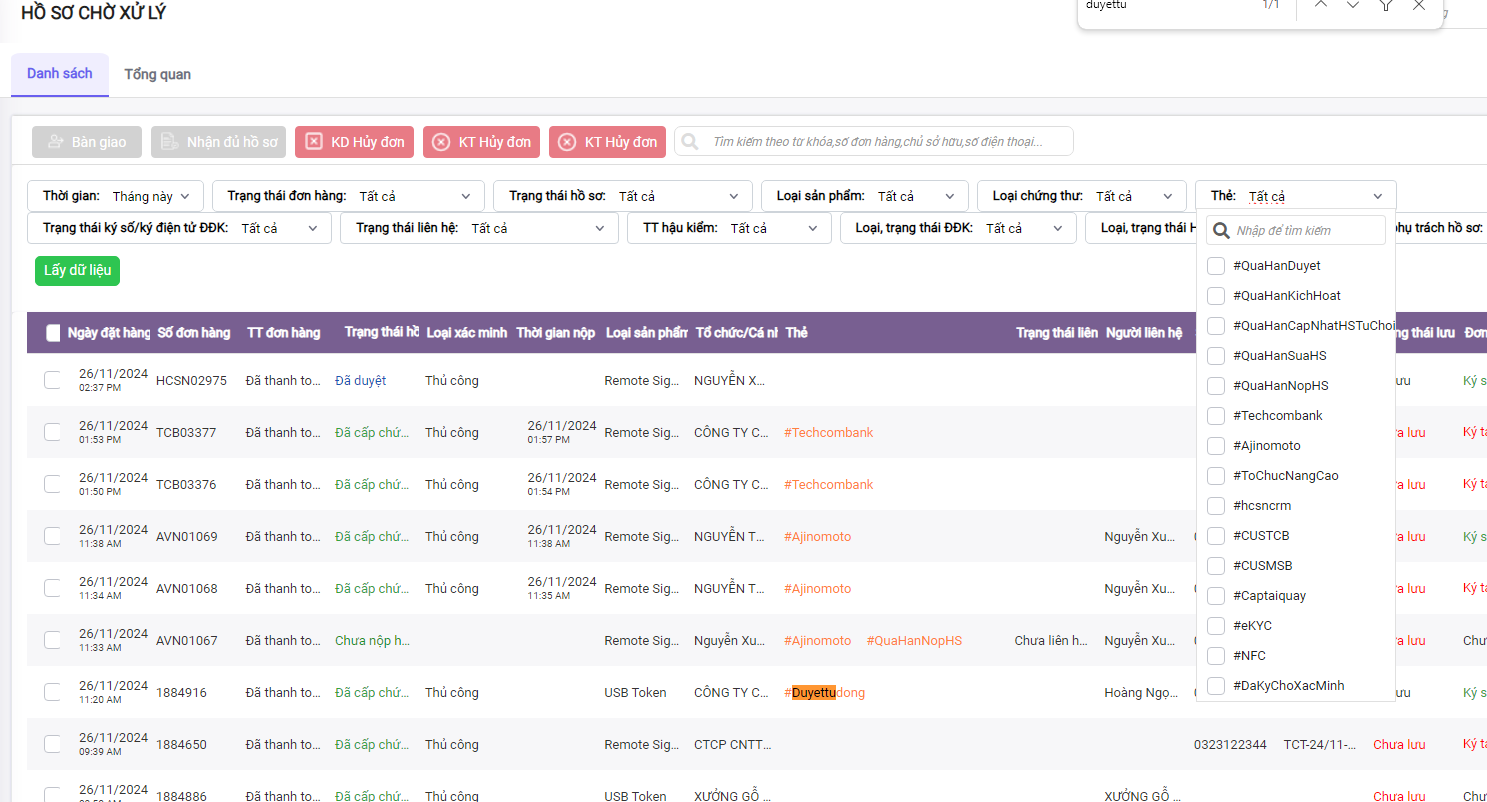 HỒ SƠ CHỜ XỬ LÝ
duyettu 1/1
Danh sách Tổng quan
Bàn giao Nhận đủ hồ sơ KD Hủy đơn KT Hủy đơn KT Hủy đơn Tìm kiếm theo từ khóa,số đơn hàng,chủ sở hữu,số điện thoại...
Thời gian: Tháng này Trạng thái đơn hàng: Tất cả Trạng thái hồ sơ: Tất cả Loại sản phẩm: Tất cả Loại chứng thư: Tất cả Thẻ: Tất cả
Trạng thái ký số/ký điện tử ĐĐK: Tất cả Trạng thái liên hệ: Tất cả TT hậu kiểm: Tất cả Loại, trạng thái ĐĐK: Tất cả Loại, trạng thái phụ trách hồ sơ:
Nhập để tìm kiếm
Lấy dữ liệu
#QuaHanDuyet
#QuaHanKichHoat
#QuaHanCapNhatHSTuChoi
#QuaHanSuaHS
#QuaHanNopHS
#Techcombank
#Ajinomoto
#ToChucNangCao
#hcsncrm
#CUSTCB
#CUSMSB
#Captaiquay
#eKYC
#NFC
#DaKyChoXacMinh
Ngày đặt hàng Số đơn hàng TT đơn hàng Trạng thái hồ Loại xác minh Thời gian nộp Loại sản phẩm Tổ chức/Cá nh Thẻ Trạng thái liên Người liên hệ ng thái lưu Đơn
26/11/2024 HCSN02975 Đã thanh to... Đã duyệt Thủ công Remote Sig... NGUYỄN X... ưu Ký s
02:37 PM
26/11/2024 TCB03377 Đã thanh to... Đã cấp chứ... Thủ công 26/11/2024 Remote Sig... CÔNG TY C... #Techcombank a lưu Ký tạ
01:53 PM 01:57 PM
26/11/2024 TCB03376 Đã thanh to... Đã cấp chứ... Thủ công 26/11/2024 Remote Sig... CÔNG TY C... #Techcombank a lưu Ký tạ
01:50 PM 01:54 PM
26/11/2024 AVN01069 Đã thanh to... Đã cấp chứ... Thủ công 26/11/2024 Remote Sig... NGUYỄN T... #Ajinomoto Nguyễn Xu... a lưu Ký s
11:38 AM 11:38 AM
26/11/2024 AVN01068 Đã thanh to... Đã cấp chứ... Thủ công 26/11/2024 Remote Sig... NGUYỄN T... #Ajinomoto Nguyễn Xu... a lưu Ký tạ
11:34 AM 11:35 AM
26/11/2024 AVN01067 Đã thanh to... Chưa nộp h... Thủ công Remote Sig... Nguyễn Xu... #Ajinomoto #QuaHanNopHS Chưa liên h... Nguyễn Xu... a lưu Chư
11:33 AM
26/11/2024 1884916 Đã thanh to... Đã cấp chứ... Thủ công USB Token CÔNG TY C... #Duyettudong Hoàng Ngọ... ưu Ký s
11:20 AM
26/11/2024 1884650 Đã thanh to... Đã cấp chứ... Thủ công Remote Sig... CTCP CNTT... 0323122344 TCT-24/11-... Chưa lưu Ký tạ
09:39 AM
26/11/2024 1884886 Đã thanh to... Đã cấp chứ... Thủ công USB Token XƯỞNG GỖ ... XƯỞNG GỖ ... Chưa lưu Chư